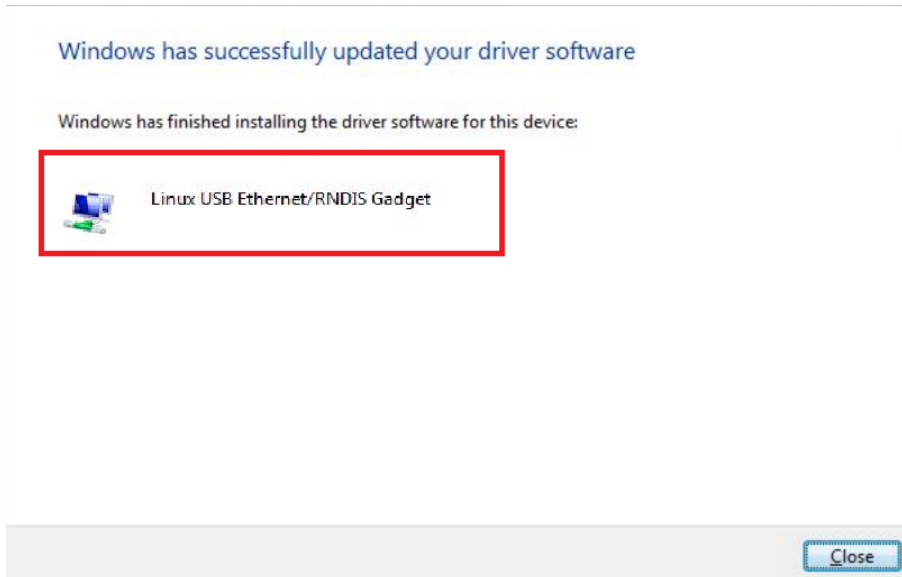 Windows has successfully updated your driver software
Windows has finished installing the driver software for this device:
Linux USB Ethernet/RNDIS Gadget
Close